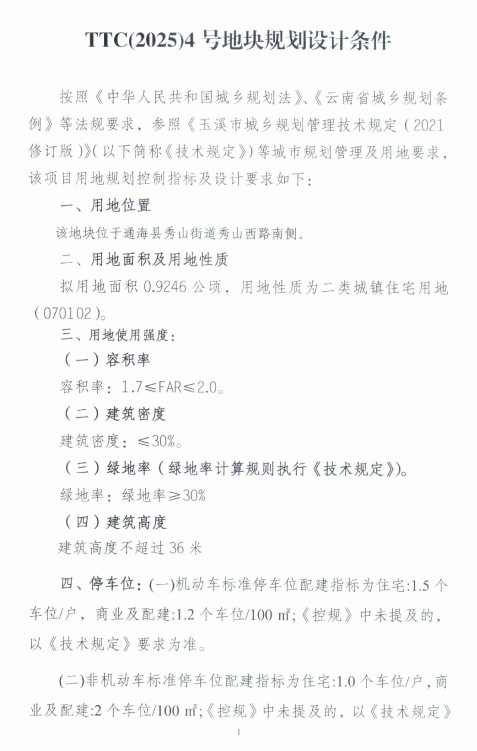 TTC(2025)4 号地块规划设计条件
按照《中华人民共和国城乡规划法》、《云南省城乡规划条
例》等法规要求，参照《玉溪市城乡规划管理技术规定（2021
修订版）》(以下简称《技术规定》)等城市规划管理及用地要求，
该项目用地规划控制指标及设计要求如下：
一、用地位置
该地块位于通海县秀山街道秀山西路南侧。
二、用地面积及用地性质
拟用地面积 0.9246 公顷，用地性质为二类城镇住宅用地
（070102）。
三、用地使用强度：
（一）容积率
容积率：1.7≤FAR≤2.0。
（二）建筑密度
建筑密度：≤30%。
（三）绿地率（绿地率计算规则执行《技术规定》）。
绿地率：绿地率≥30%
（四）建筑高度
建筑高度不超过 36 米
四、停车位：(一)机动车标准停车位配建指标为住宅:1.5 个
车位/户，商业及配建:1.2 个车位/100 ㎡;《控规》中未提及的，
以《技术规定》要求为准。
(二)非机动车标准停车位配建指标为住宅:1.0 个车位/户,商
业及配建:2 个车位/100 ㎡;《控规》中未提及的，以《技术规定》
1